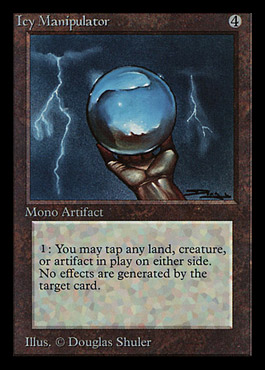 Icy Manipulator 4
Mono Artifact
1: You may tap any land, creature,
or artifact in play on either side.
No effects are generated by the
target card.
Illus. © Douglas Shuler